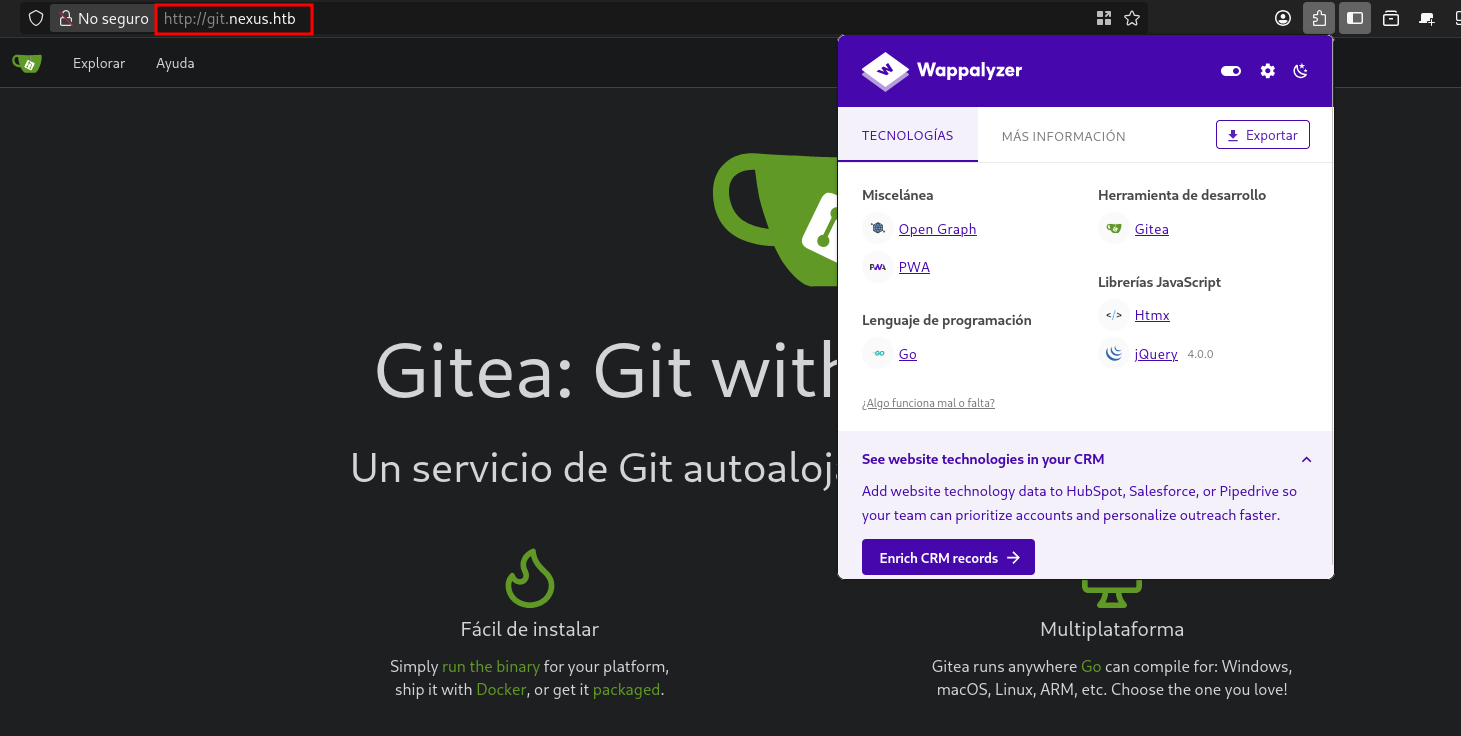 No seguro http://git.nexus.htb
Explorar Ayuda
Wappalyzer
TECNOLOGÍAS MÁS INFORMACIÓN Exportar
Miscelánea
Open Graph
PWA
Lenguaje de programación
Go
Herramienta de desarrollo
Gitea
Librerías JavaScript
Htmx
jQuery 4.0.0
¿Algo funciona mal o falta?
See website technologies in your CRM
Add website technology data to HubSpot, Salesforce, or Pipedrive so
your team can prioritize accounts and personalize outreach faster.
Enrich CRM records
Gitea: Git with
Un servicio de Git autoaloja
Fácil de instalar
Simply run the binary for your platform,
ship it with Docker, or get it packaged.
Multiplataforma
Gitea runs anywhere Go can compile for: Windows,
macOS, Linux, ARM, etc. Choose the one you love!